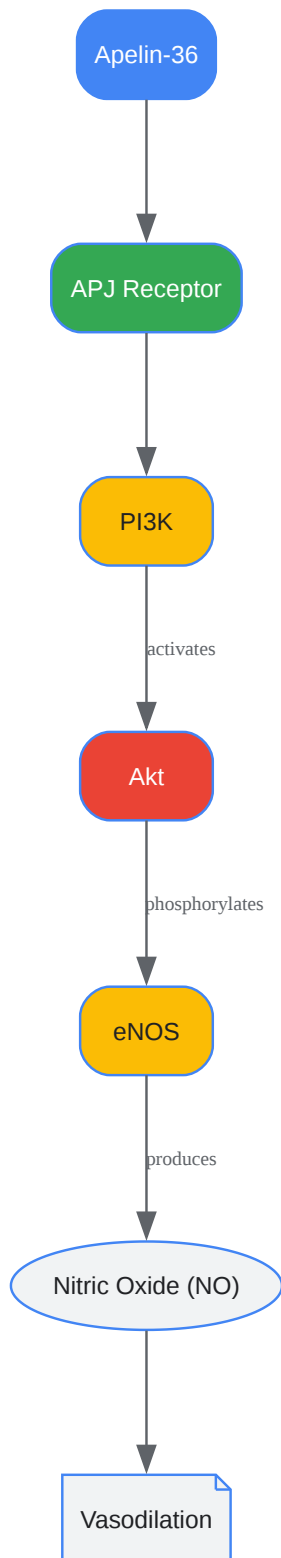 Apelin-36
APJ Receptor
PI3K
activates
Akt
phosphorylates
eNOS
produces
Nitric Oxide (NO)
Vasodilation